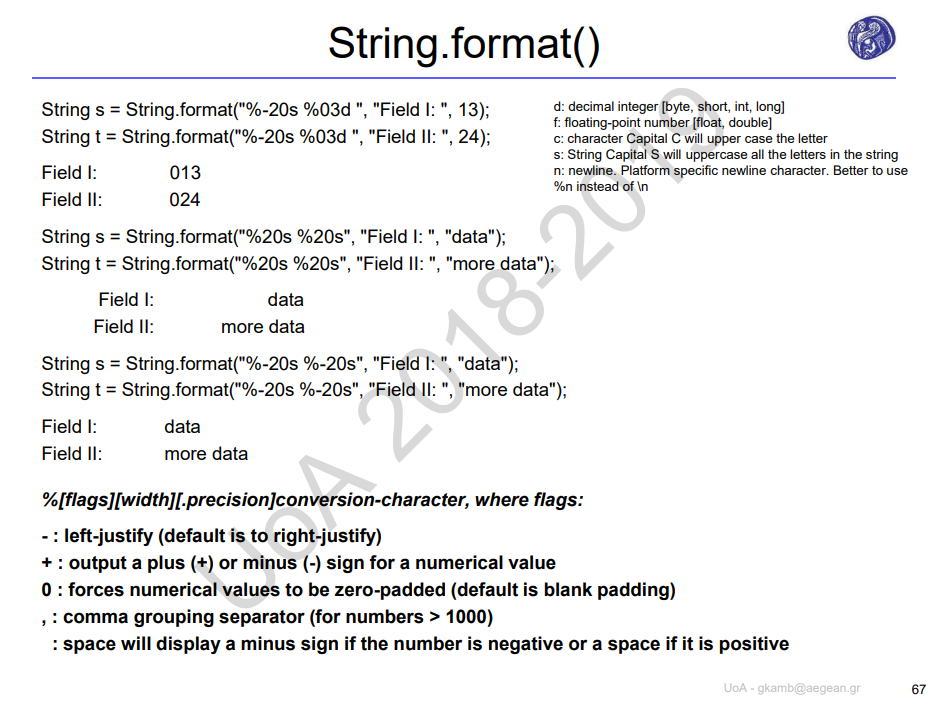 String.format()
String s = String.format("%-20s %03d ", "Field I: ", 13);
String t = String.format("%-20s %03d ", "Field II: ", 24);
Field I: 013
Field II: 024
d: decimal integer [byte, short, int, long]
f: floating-point number [float, double]
c: character Capital C will upper case the letter
s: String Capital S will uppercase all the letters in the string
n: newline. Platform specific newline character. Better to use
%n instead of \n
String s = String.format("%20s %20s", "Field I: ", "data");
String t = String.format("%20s %20s", "Field II: ", "more data");
Field I: data
Field II: more data
String s = String.format("%-20s %-20s", "Field I: ", "data");
String t = String.format("%-20s %-20s", "Field II: ", "more data");
Field I: data
Field II: more data
%[flags][width][.precision]conversion-character, where flags:
- : left-justify (default is to right-justify)
+ : output a plus (+) or minus (-) sign for a numerical value
0 : forces numerical values to be zero-padded (default is blank padding)
, : comma grouping separator (for numbers > 1000)
: space will display a minus sign if the number is negative or a space if it is positive
UoA 2018-2019
UoA - gkamb@aegean.gr
67